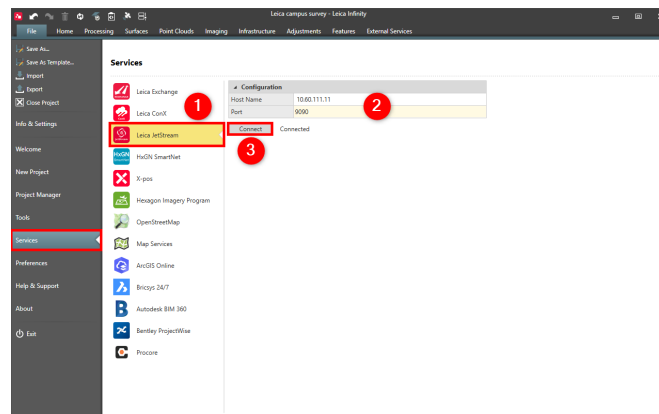 Leica campus survey - Leica Infinity
File Home Processing Surfaces Point Clouds Imaging Infrastructure Adjustments Features External Services
Save As...
Save As Template...
Import
Export
Close Project
Info & Settings
Welcome
New Project
Project Manager
Tools
Services
Preferences
Help & Support
About
Exit
Services
Leica Exchange
Leica ConX
Leica JetStream
HxGN SmartNet
X-pos
Hexagon Imagery Program
OpenStreetMap
Map Services
ArcGIS Online
Bricsys 24/7
Autodesk BIM 360
Bentley ProjectWise
Procore
1
Configuration
Host Name 10.60.111.11
Port 9090
2
Connect Connected
3